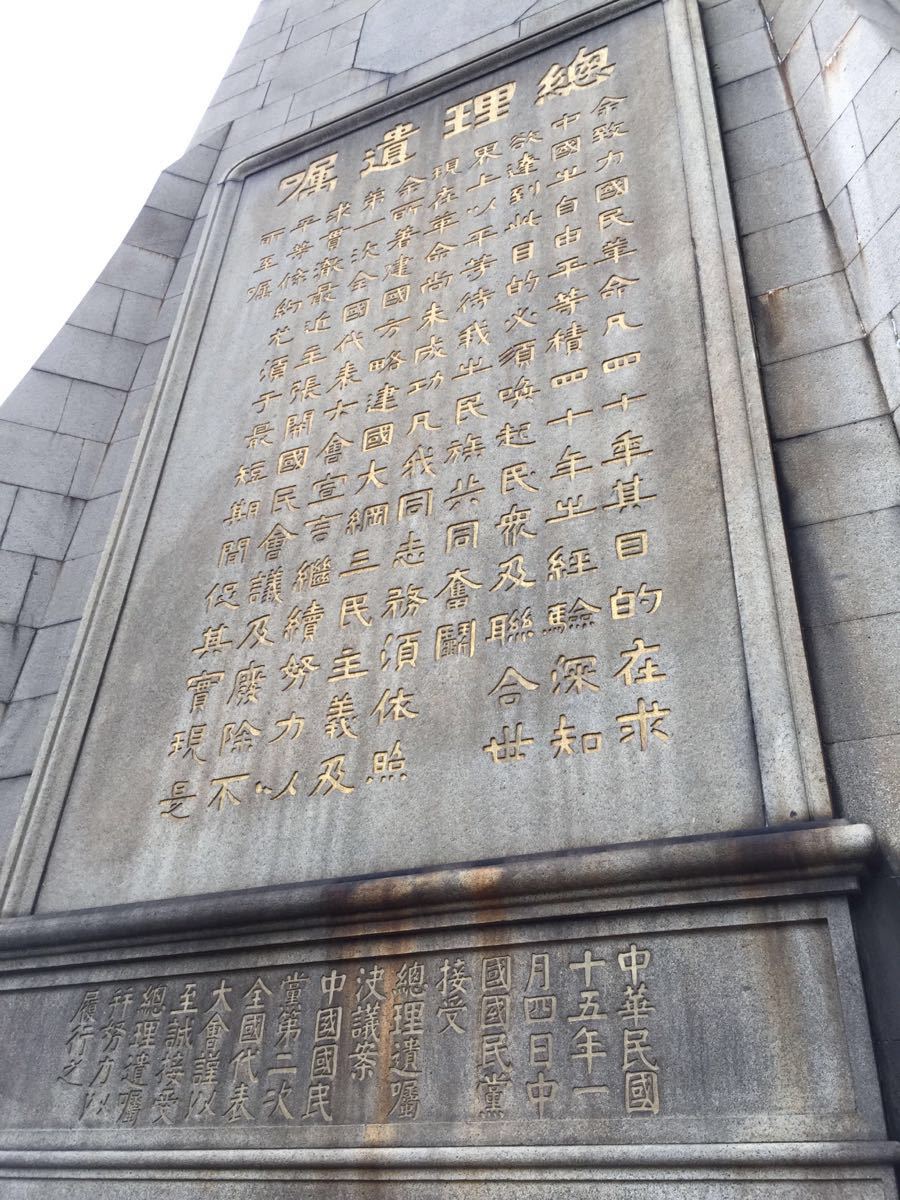 總理遺囑
余致力國民革命凡四十年其目的在求
中國之自由平等積四十年之經驗深知
欲達到此目的必須喚起民眾及聯合世
界上以平等待我之民族共同奮鬭
現在革命尚未成功凡我同志務須依照
余所著建國方略建國大綱三民主義及
第一次全國代表大會宣言繼續努力以
求貫澈最近主張開國民會議及廢除不
平等條約尤須于最短期間促其實現是
所至囑
中華民國
十五年一
月四日中
國國民黨
接受
總理遺囑
決議案
中國國民
黨第二次
全國代表
大會謹以
至誠接受
總理遺囑
幷努力以
履行之